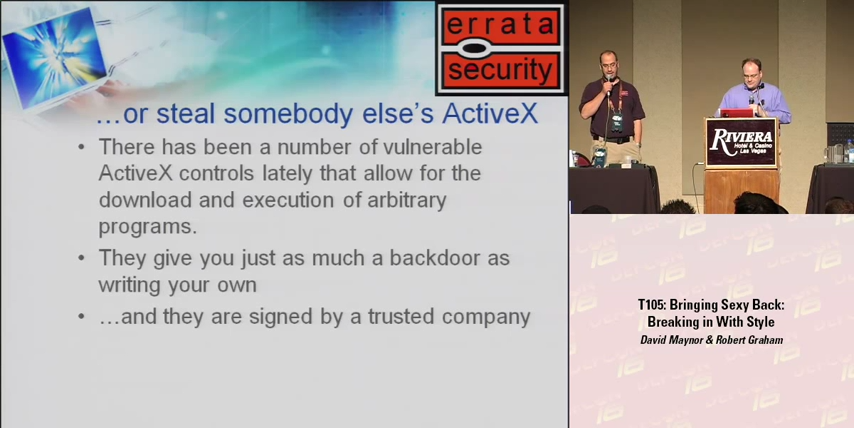 errata
security
...or steal somebody else's ActiveX
• There has been a number of vulnerable
ActiveX controls lately that allow for the
download and execution of arbitrary
programs.
• They give you just as much a backdoor as
writing your own
• ...and they are signed by a trusted company
RIVIERA
Hotel & Casino
Las Vegas
T105: Bringing Sexy Back:
Breaking in With Style
David Maynor & Robert Graham